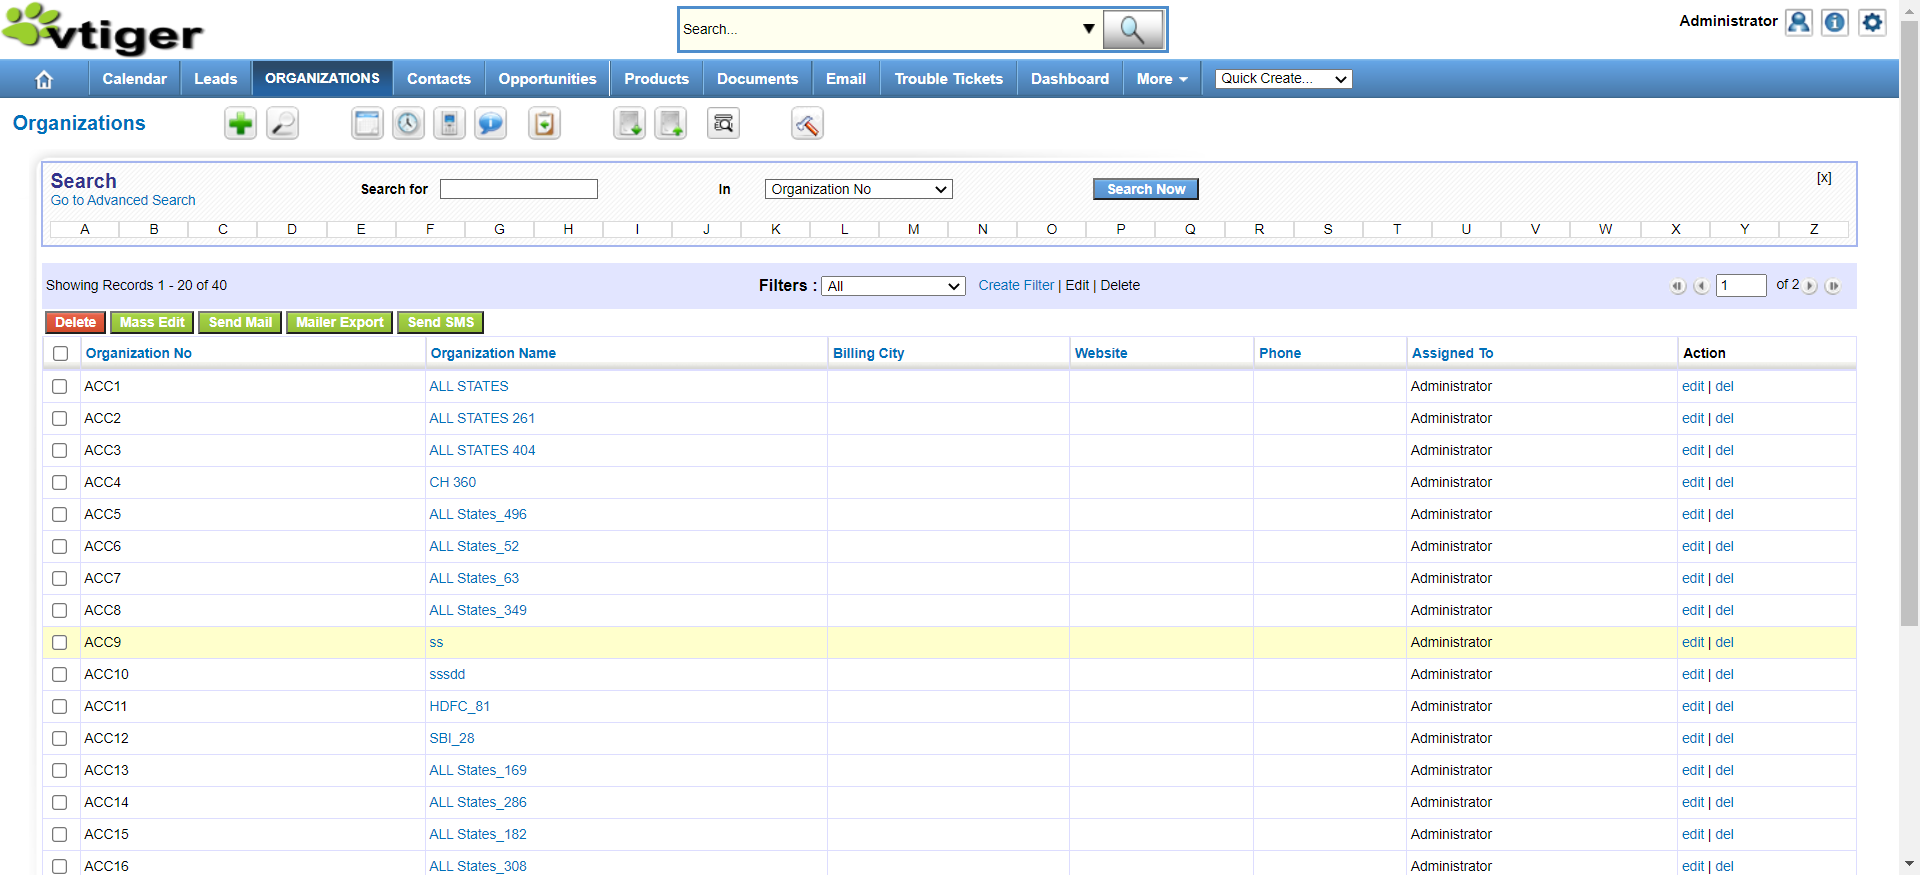 vtiger
Search...
Administrator
Calendar Leads ORGANIZATIONS Contacts Opportunities Products Documents Email Trouble Tickets Dashboard More Quick Create...
Organizations
Search
Go to Advanced Search
Search for In Organization No Search Now [x]
A B C D E F G H I J K L M N O P Q R S T U V W X Y Z
Showing Records 1 - 20 of 40 Filters : All Create Filter | Edit | Delete 1 of 2
Delete Mass Edit Send Mail Mailer Export Send SMS
Organization No Organization Name Billing City Website Phone Assigned To Action
ACC1 ALL STATES Administrator edit | del
ACC2 ALL STATES 261 Administrator edit | del
ACC3 ALL STATES 404 Administrator edit | del
ACC4 CH 360 Administrator edit | del
ACC5 ALL States_496 Administrator edit | del
ACC6 ALL States_52 Administrator edit | del
ACC7 ALL States_63 Administrator edit | del
ACC8 ALL States_349 Administrator edit | del
ACC9 ss Administrator edit | del
ACC10 sssdd Administrator edit | del
ACC11 HDFC_81 Administrator edit | del
ACC12 SBI_28 Administrator edit | del
ACC13 ALL States_169 Administrator edit | del
ACC14 ALL States_286 Administrator edit | del
ACC15 ALL States_182 Administrator edit | del
ACC16 ALL States_308 Administrator edit | del